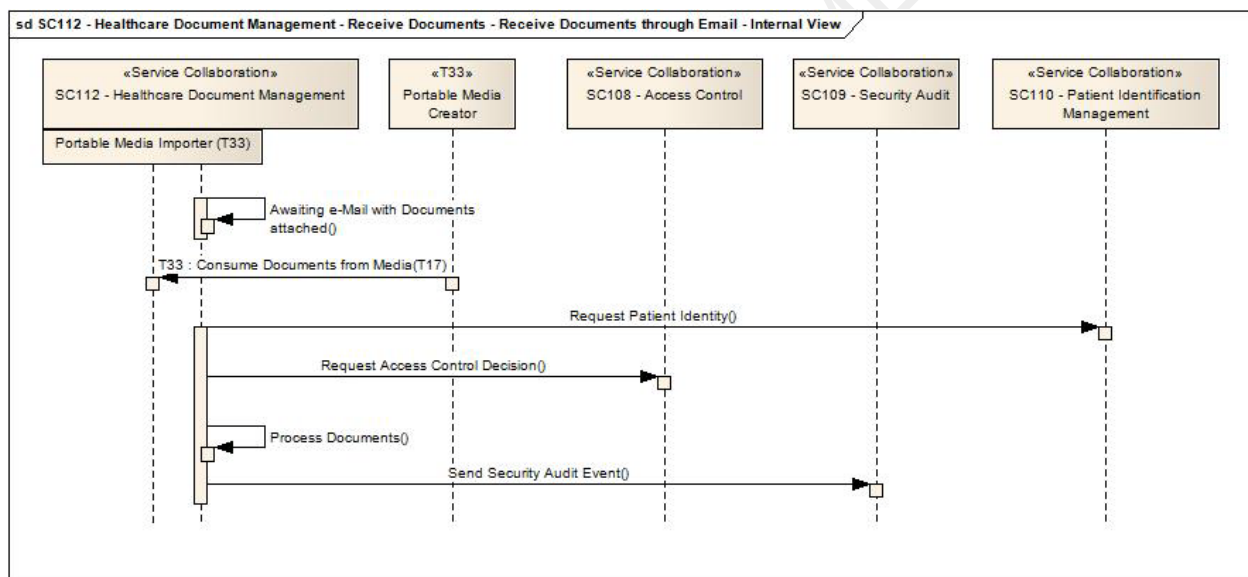 sd SC112 - Healthcare Document Management - Receive Documents - Receive Documents through Email - Internal View
«Service Collaboration»
SC112 - Healthcare Document Management
«T33»
Portable Media
Creator
«Service Collaboration»
SC108 - Access Control
«Service Collaboration»
SC109 - Security Audit
«Service Collaboration»
SC110 - Patient Identification
Management
Portable Media Importer (T33)
Awaiting e-Mail with Documents
attached()
T33 : Consume Documents from Media(T17)
Request Patient Identity()
Request Access Control Decision()
Process Documents()
Send Security Audit Event()